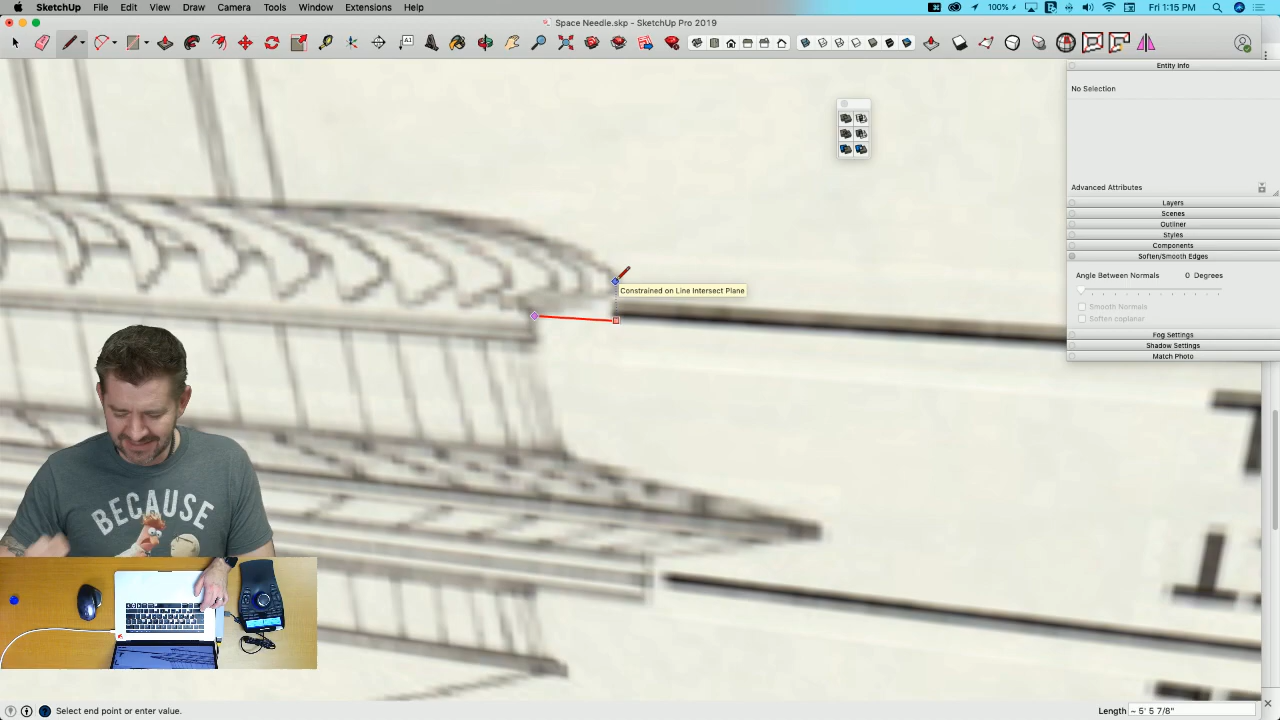 SketchUp File Edit View Draw Camera Tools Window Extensions Help
100% Fri 1:15 PM
Space Needle.skp - SketchUp Pro 2019
Entity Info
No Selection
Advanced Attributes
Layers
Scenes
Outliner
Styles
Components
Soften/Smooth Edges
Angle Between Normals 0 Degrees
Smooth Normals
Soften coplanar
Fog Settings
Shadow Settings
Match Photo
Constrained on Line Intersect Plane
BECAUSE
Select end point or enter value.
Length ~ 5' 5 7/8"